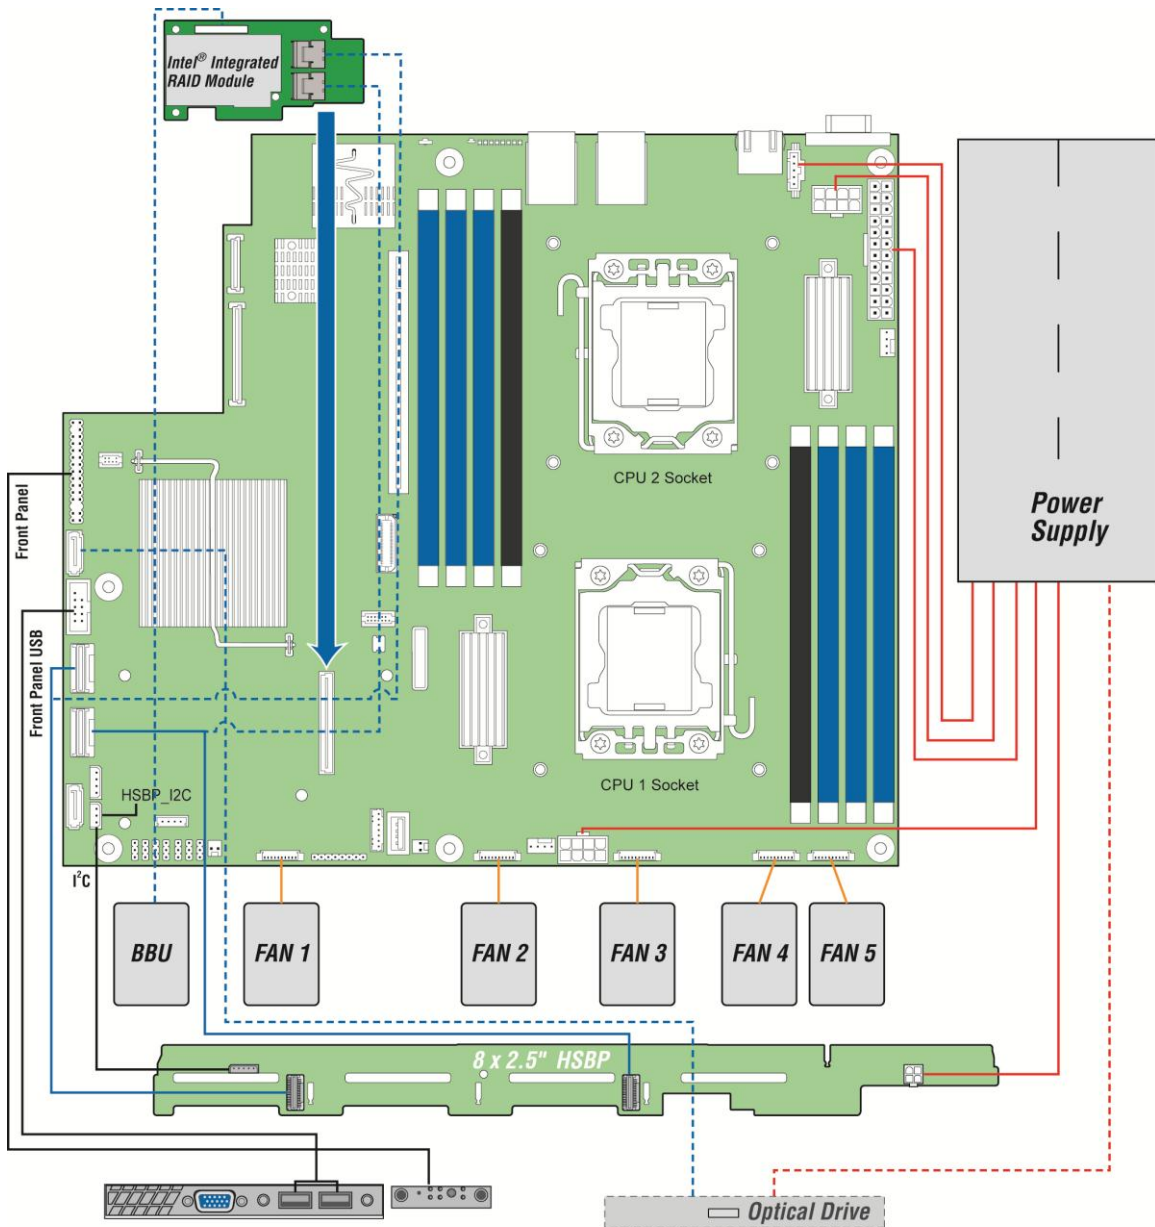 Intel® Integrated
RAID Module
CPU 2 Socket
Power
Supply
Front Panel
Front Panel USB
CPU 1 Socket
HSBP_I2C
I²C
BBU
FAN 1
FAN 2
FAN 3
FAN 4
FAN 5
8 x 2.5" HSBP
Optical Drive